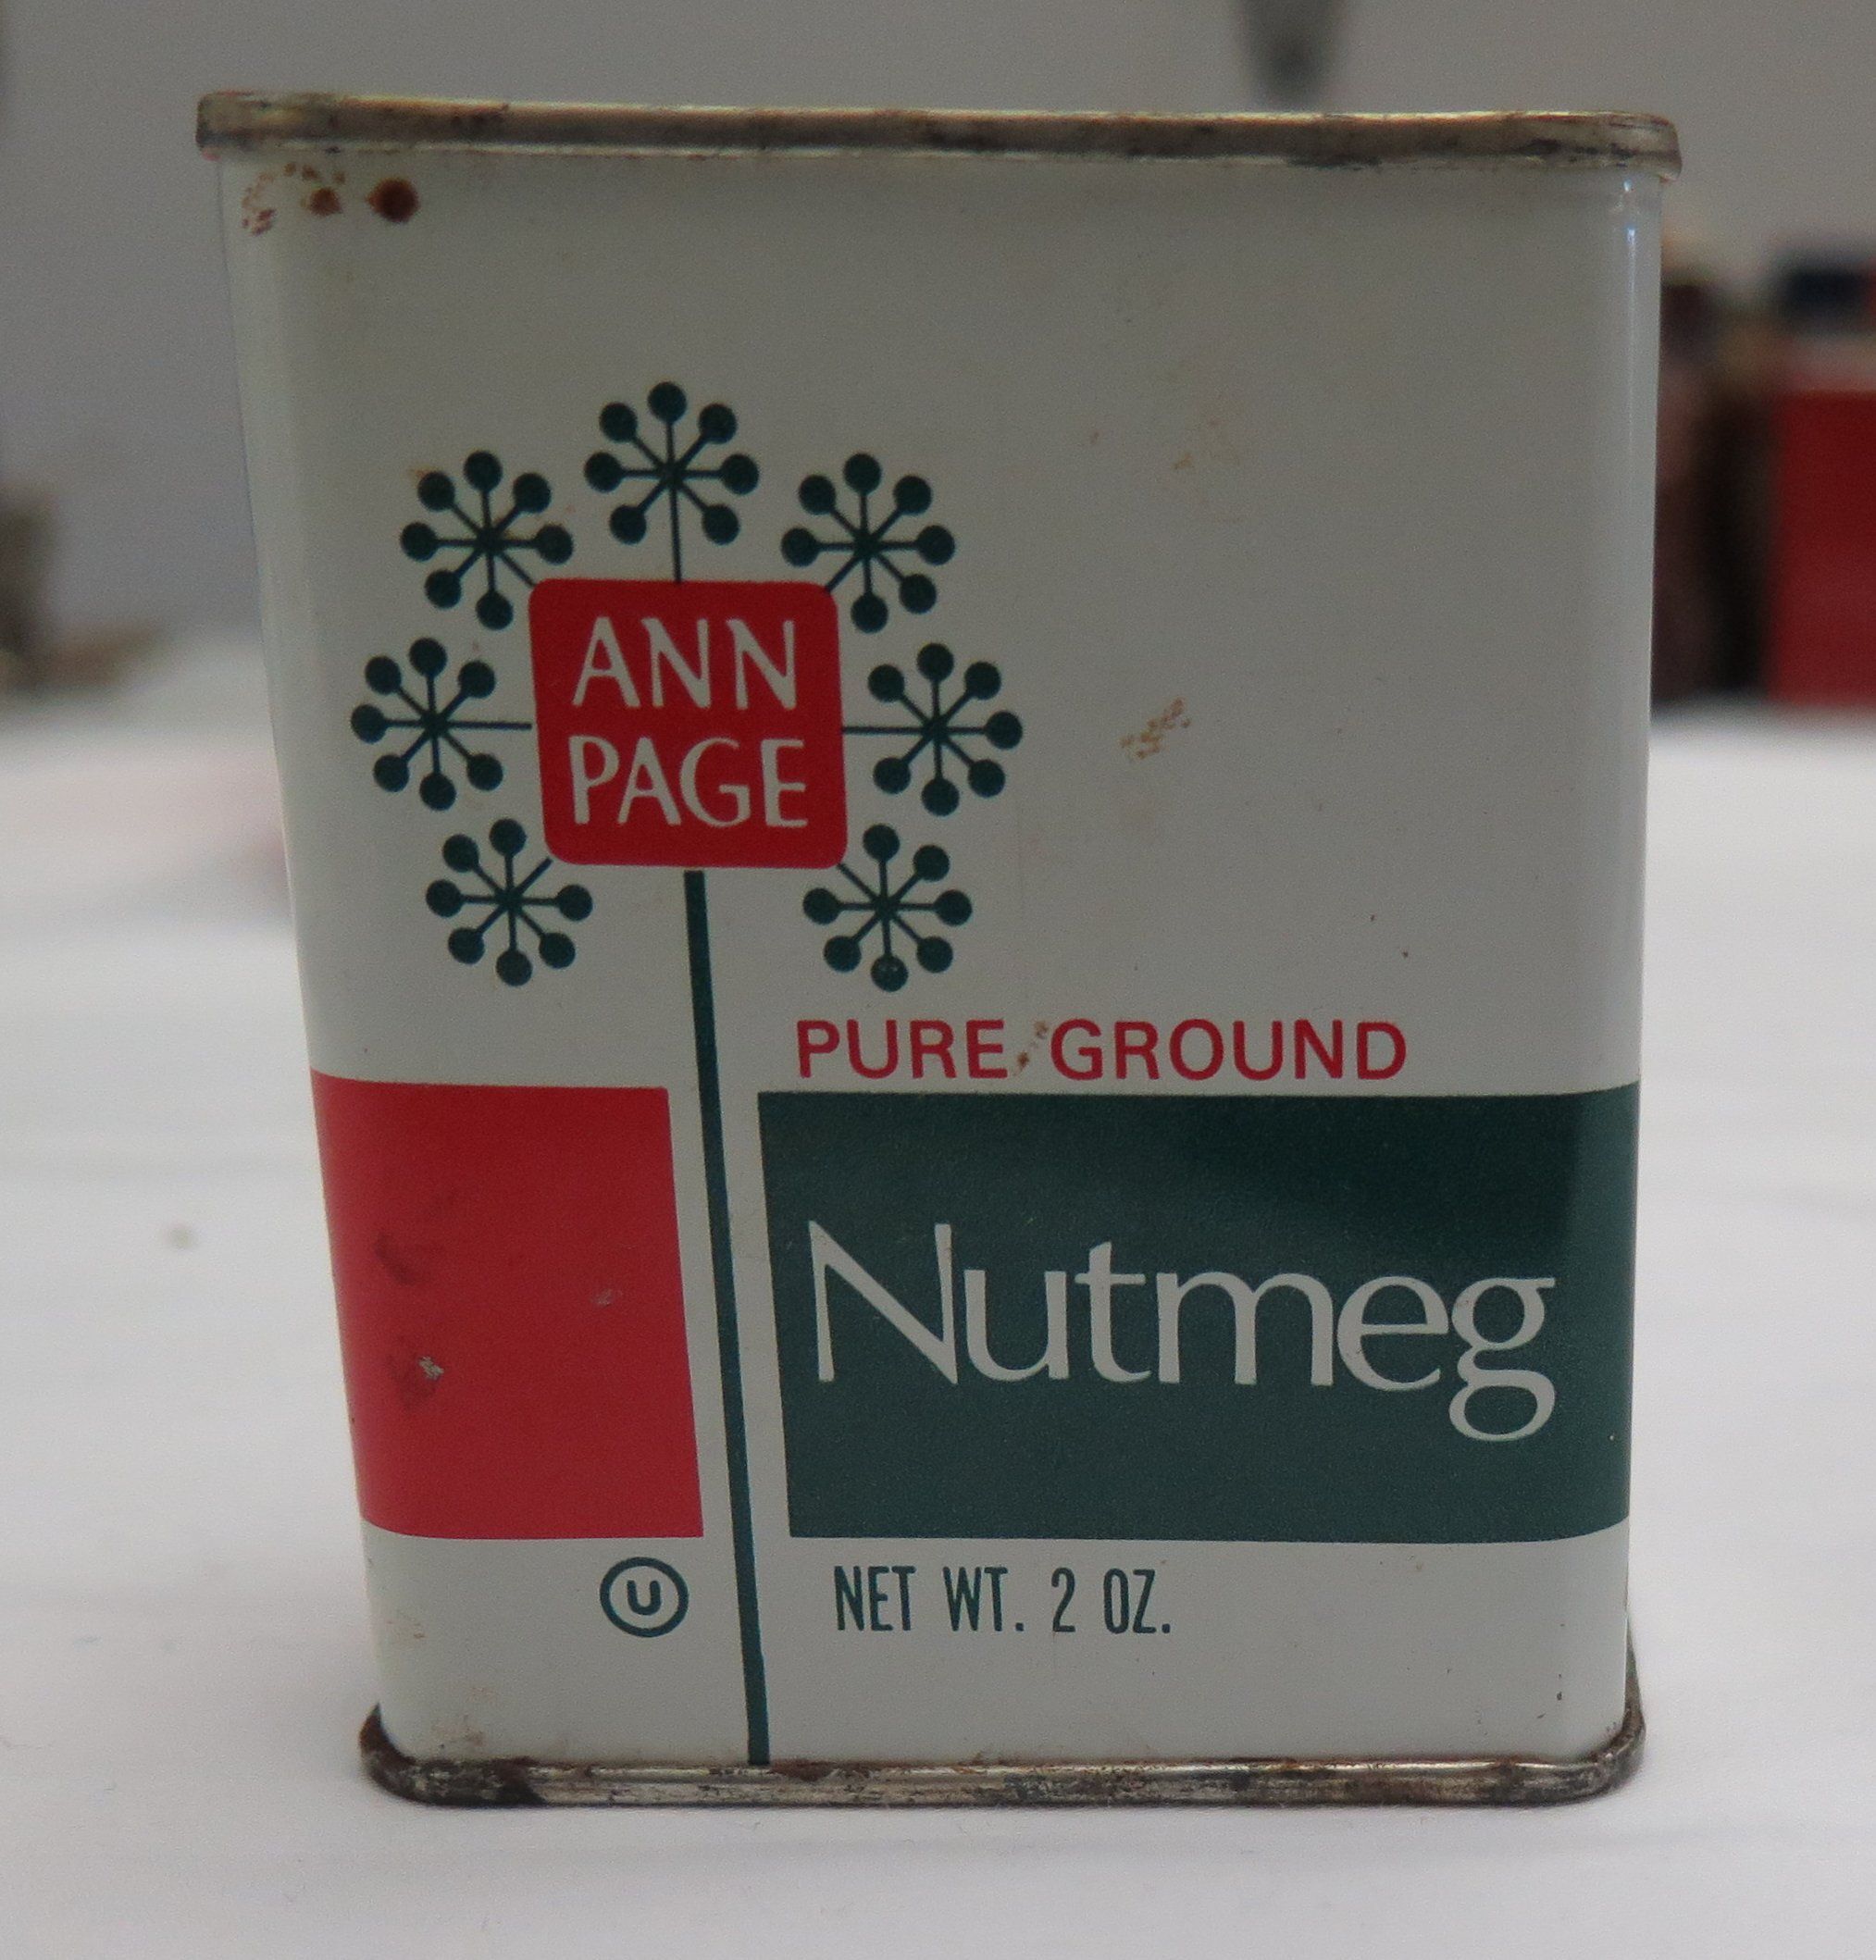 ANN
PAGE
PURE GROUND
Nutmeg
U
NET WT. 2 OZ.